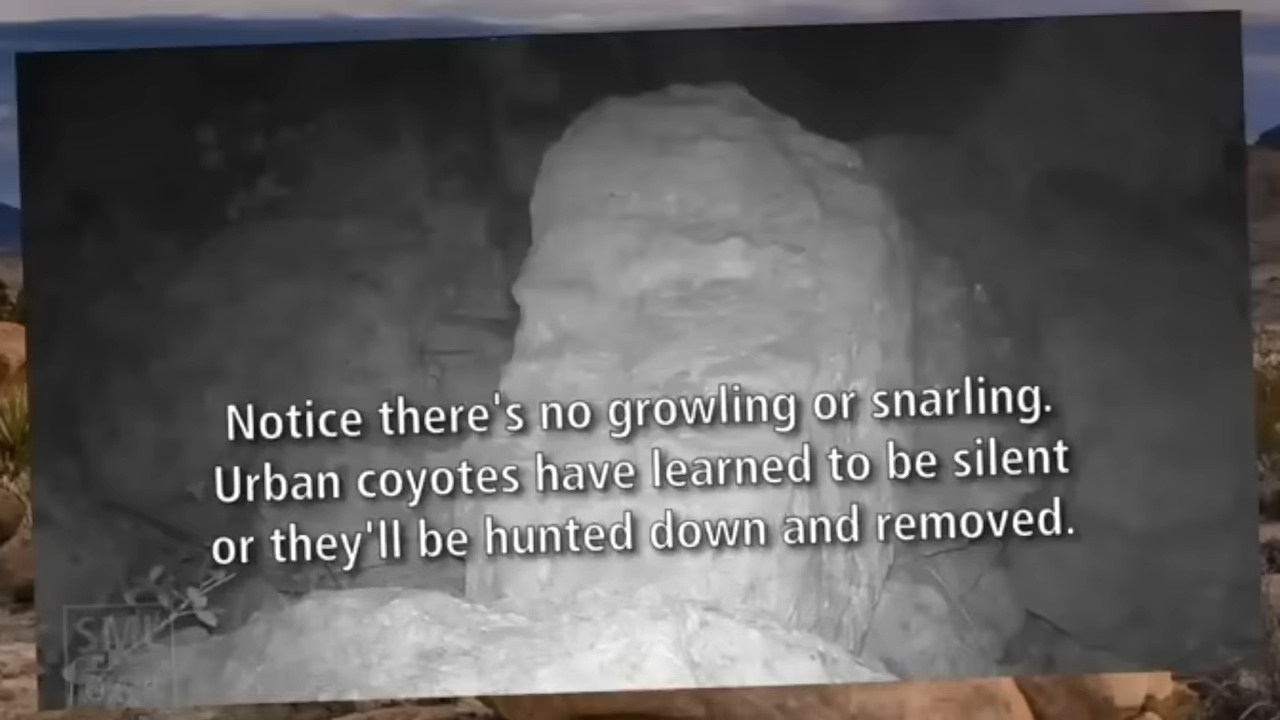 Notice there's no growling or snarling.
Urban coyotes have learned to be silent
or they'll be hunted down and removed.